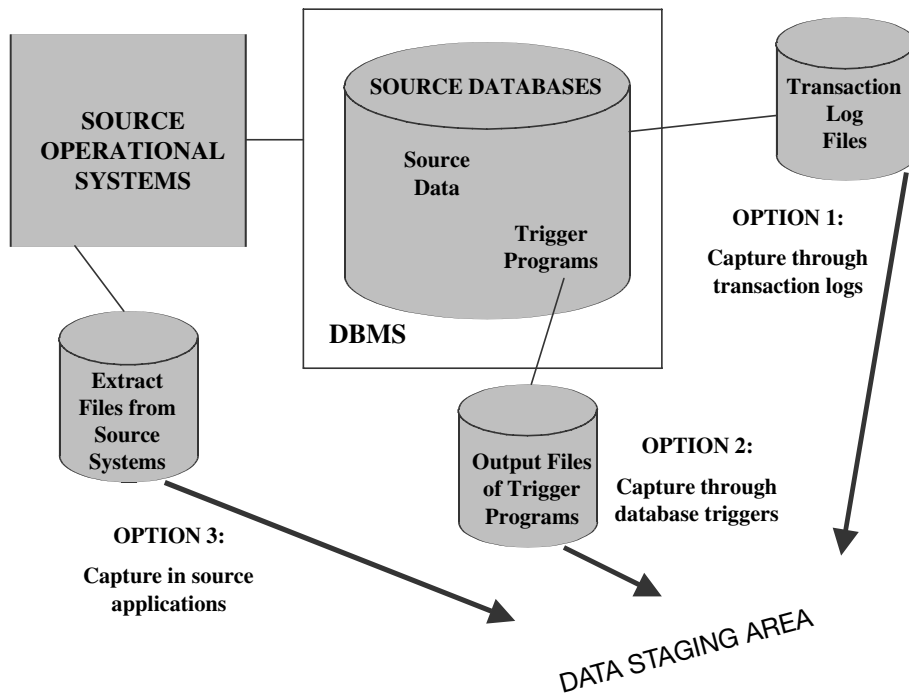 SOURCE
OPERATIONAL
SYSTEMS
SOURCE DATABASES
Source
Data
Trigger
Programs
DBMS
Transaction
Log
Files
OPTION 1:
Capture through
transaction logs
Extract
Files from
Source
Systems
Output Files
of Trigger
Programs
OPTION 2:
Capture through
database triggers
OPTION 3:
Capture in source
applications
DATA STAGING AREA